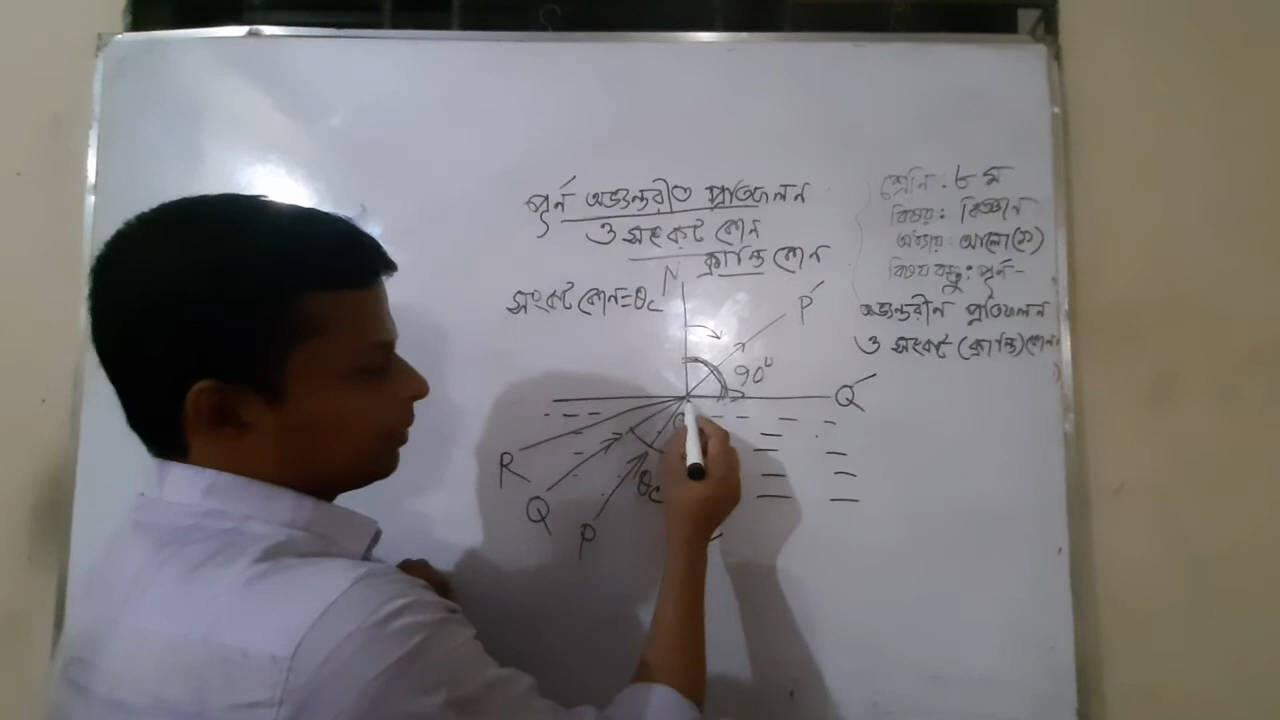 পূর্ন অভ্যন্তরীত প্রতিফলন
ও সংকট কোন
ক্রান্তি কোন
সংকট কোন=θc
N
P′
90°
Q′
R
Q
P
θc
শ্রেনি : ৮ ম
বিষয় : বিজ্ঞান
অধ্যায় : আলো(
বিষয় বস্তু : পূর্ন-
অভ্যন্তরীন প্রতিফলন
ও সংকট (ক্রান্তি) কোন